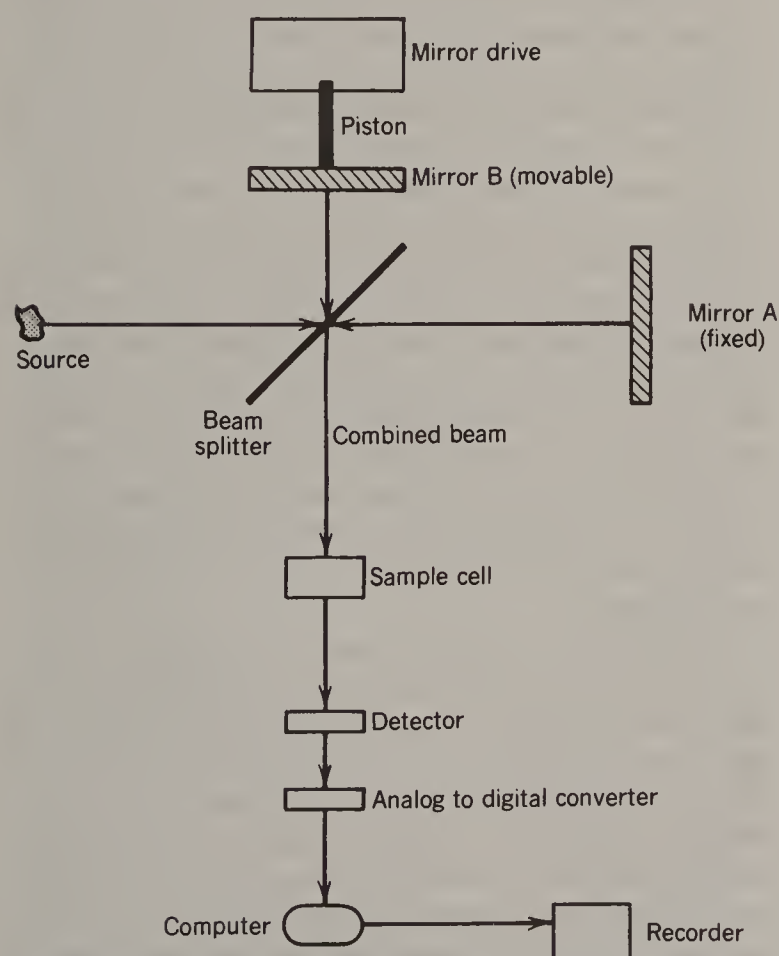 Mirror drive
Piston
Mirror B (movable)
Mirror A
(fixed)
Source
Beam
splitter
Combined beam
Sample cell
Detector
Analog to digital converter
Computer
Recorder